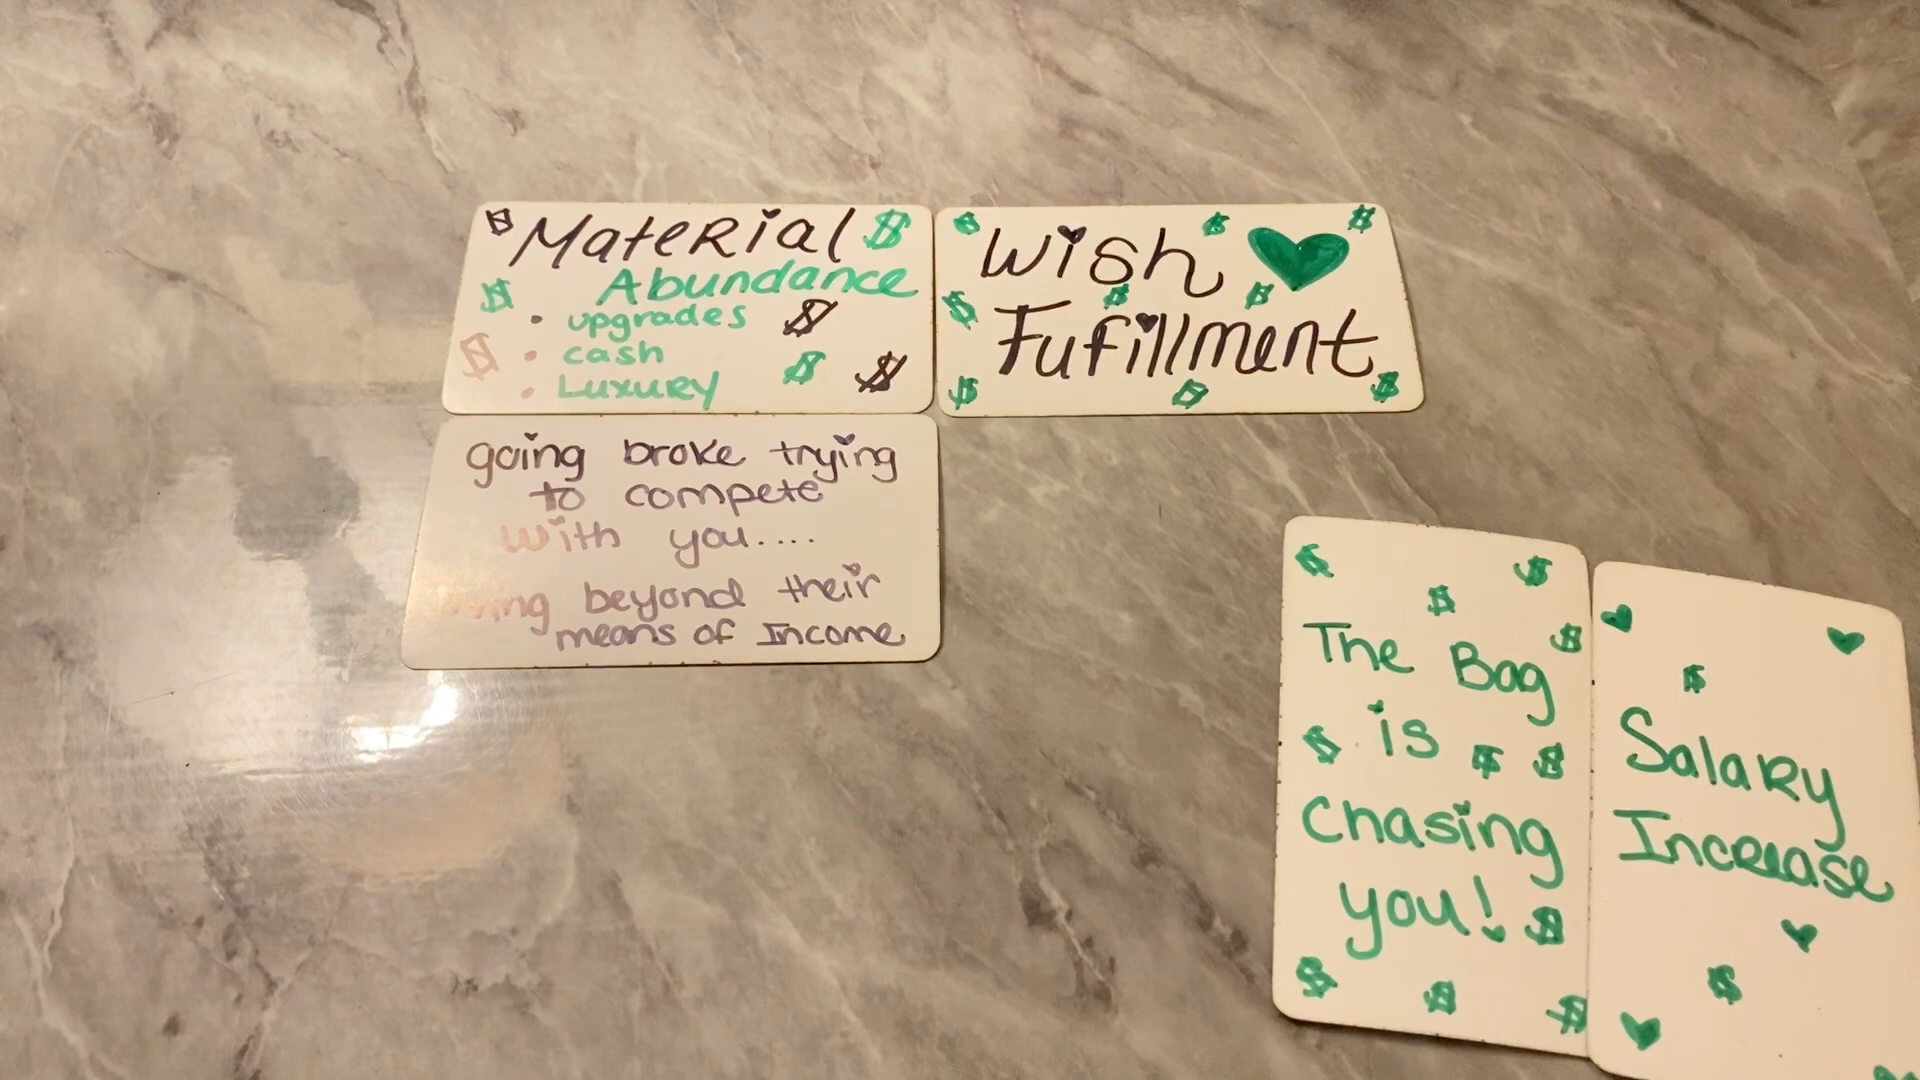 $ Material $
$ Abundance
• upgrades $
$ • cash $ $
• Luxury
$ Wish $ $
$ $ $
Fufillment
$ $ $
going broke trying
to compete
with you....
beyond their
means of Income
$ $
$ $
The Bag
is
$ $ $
Chasing
you! $
$ $ $
$
Salary
Increase
$